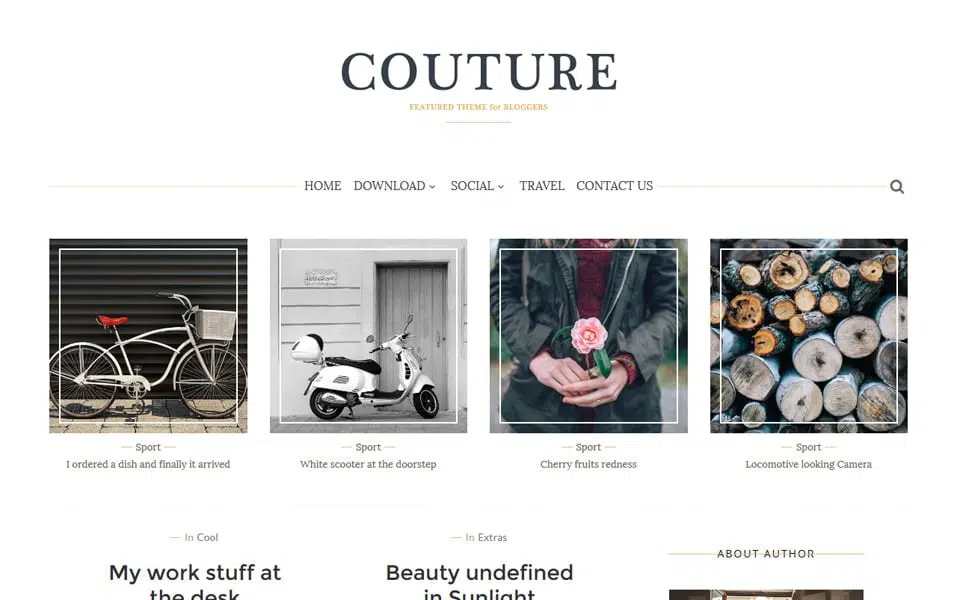 COUTURE
FEATURED THEME for BLOGGERS
HOME DOWNLOAD SOCIAL TRAVEL CONTACT US
Sport
I ordered a dish and finally it arrived
Sport
White scooter at the doorstep
Sport
Cherry fruits redness
Sport
Locomotive looking Camera
In Cool
My work stuff at
the desk
In Extras
Beauty undefined
in Sunlight
ABOUT AUTHOR